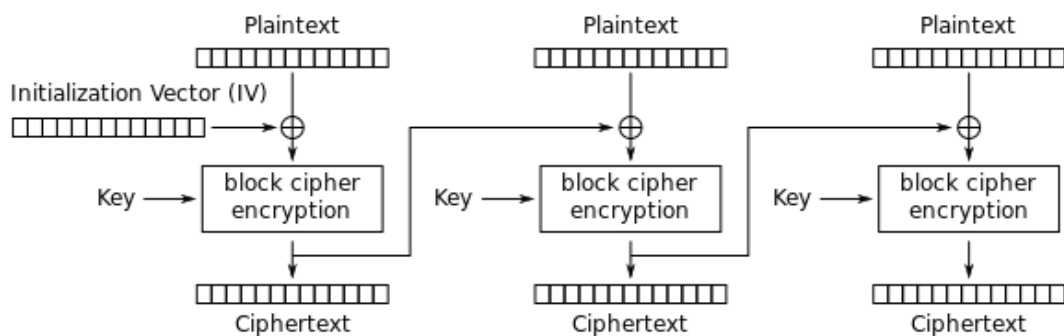 Plaintext
Plaintext
Plaintext
Initialization Vector (IV)
Key
block cipher
encryption
Key
block cipher
encryption
Key
block cipher
encryption
Ciphertext
Ciphertext
Ciphertext